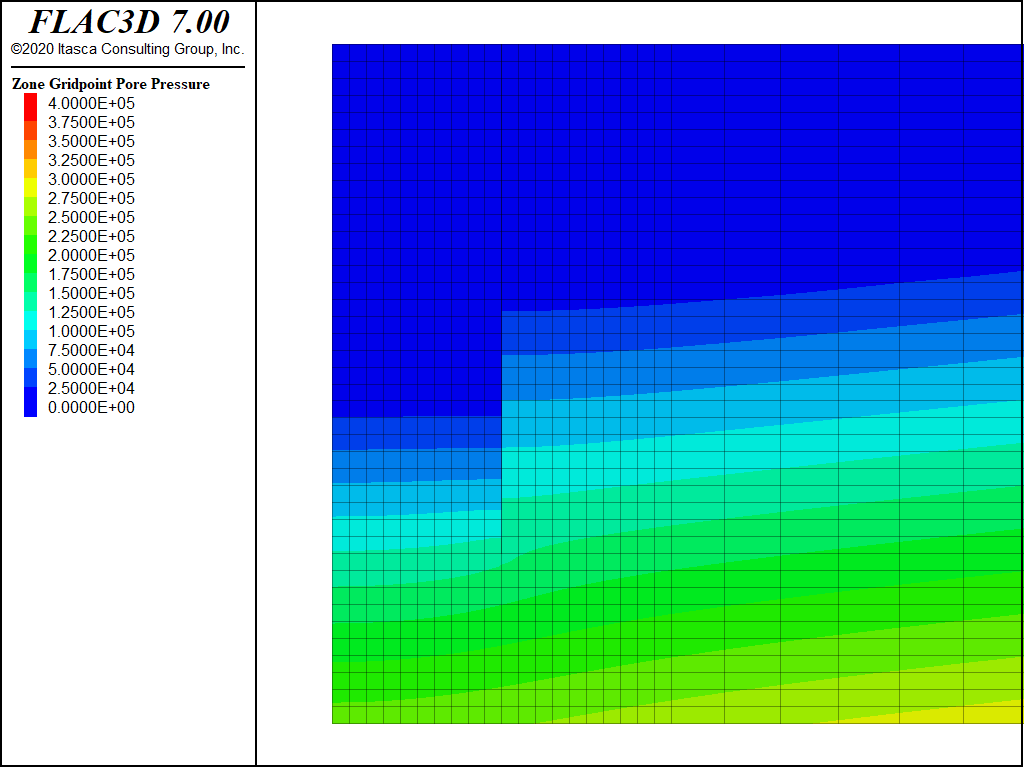 FLAC3D 7.00
©2020 Itasca Consulting Group, Inc.
Zone Gridpoint Pore Pressure
4.0000E+05
3.7500E+05
3.5000E+05
3.2500E+05
3.0000E+05
2.7500E+05
2.5000E+05
2.2500E+05
2.0000E+05
1.7500E+05
1.5000E+05
1.2500E+05
1.0000E+05
7.5000E+04
5.0000E+04
2.5000E+04
0.0000E+00